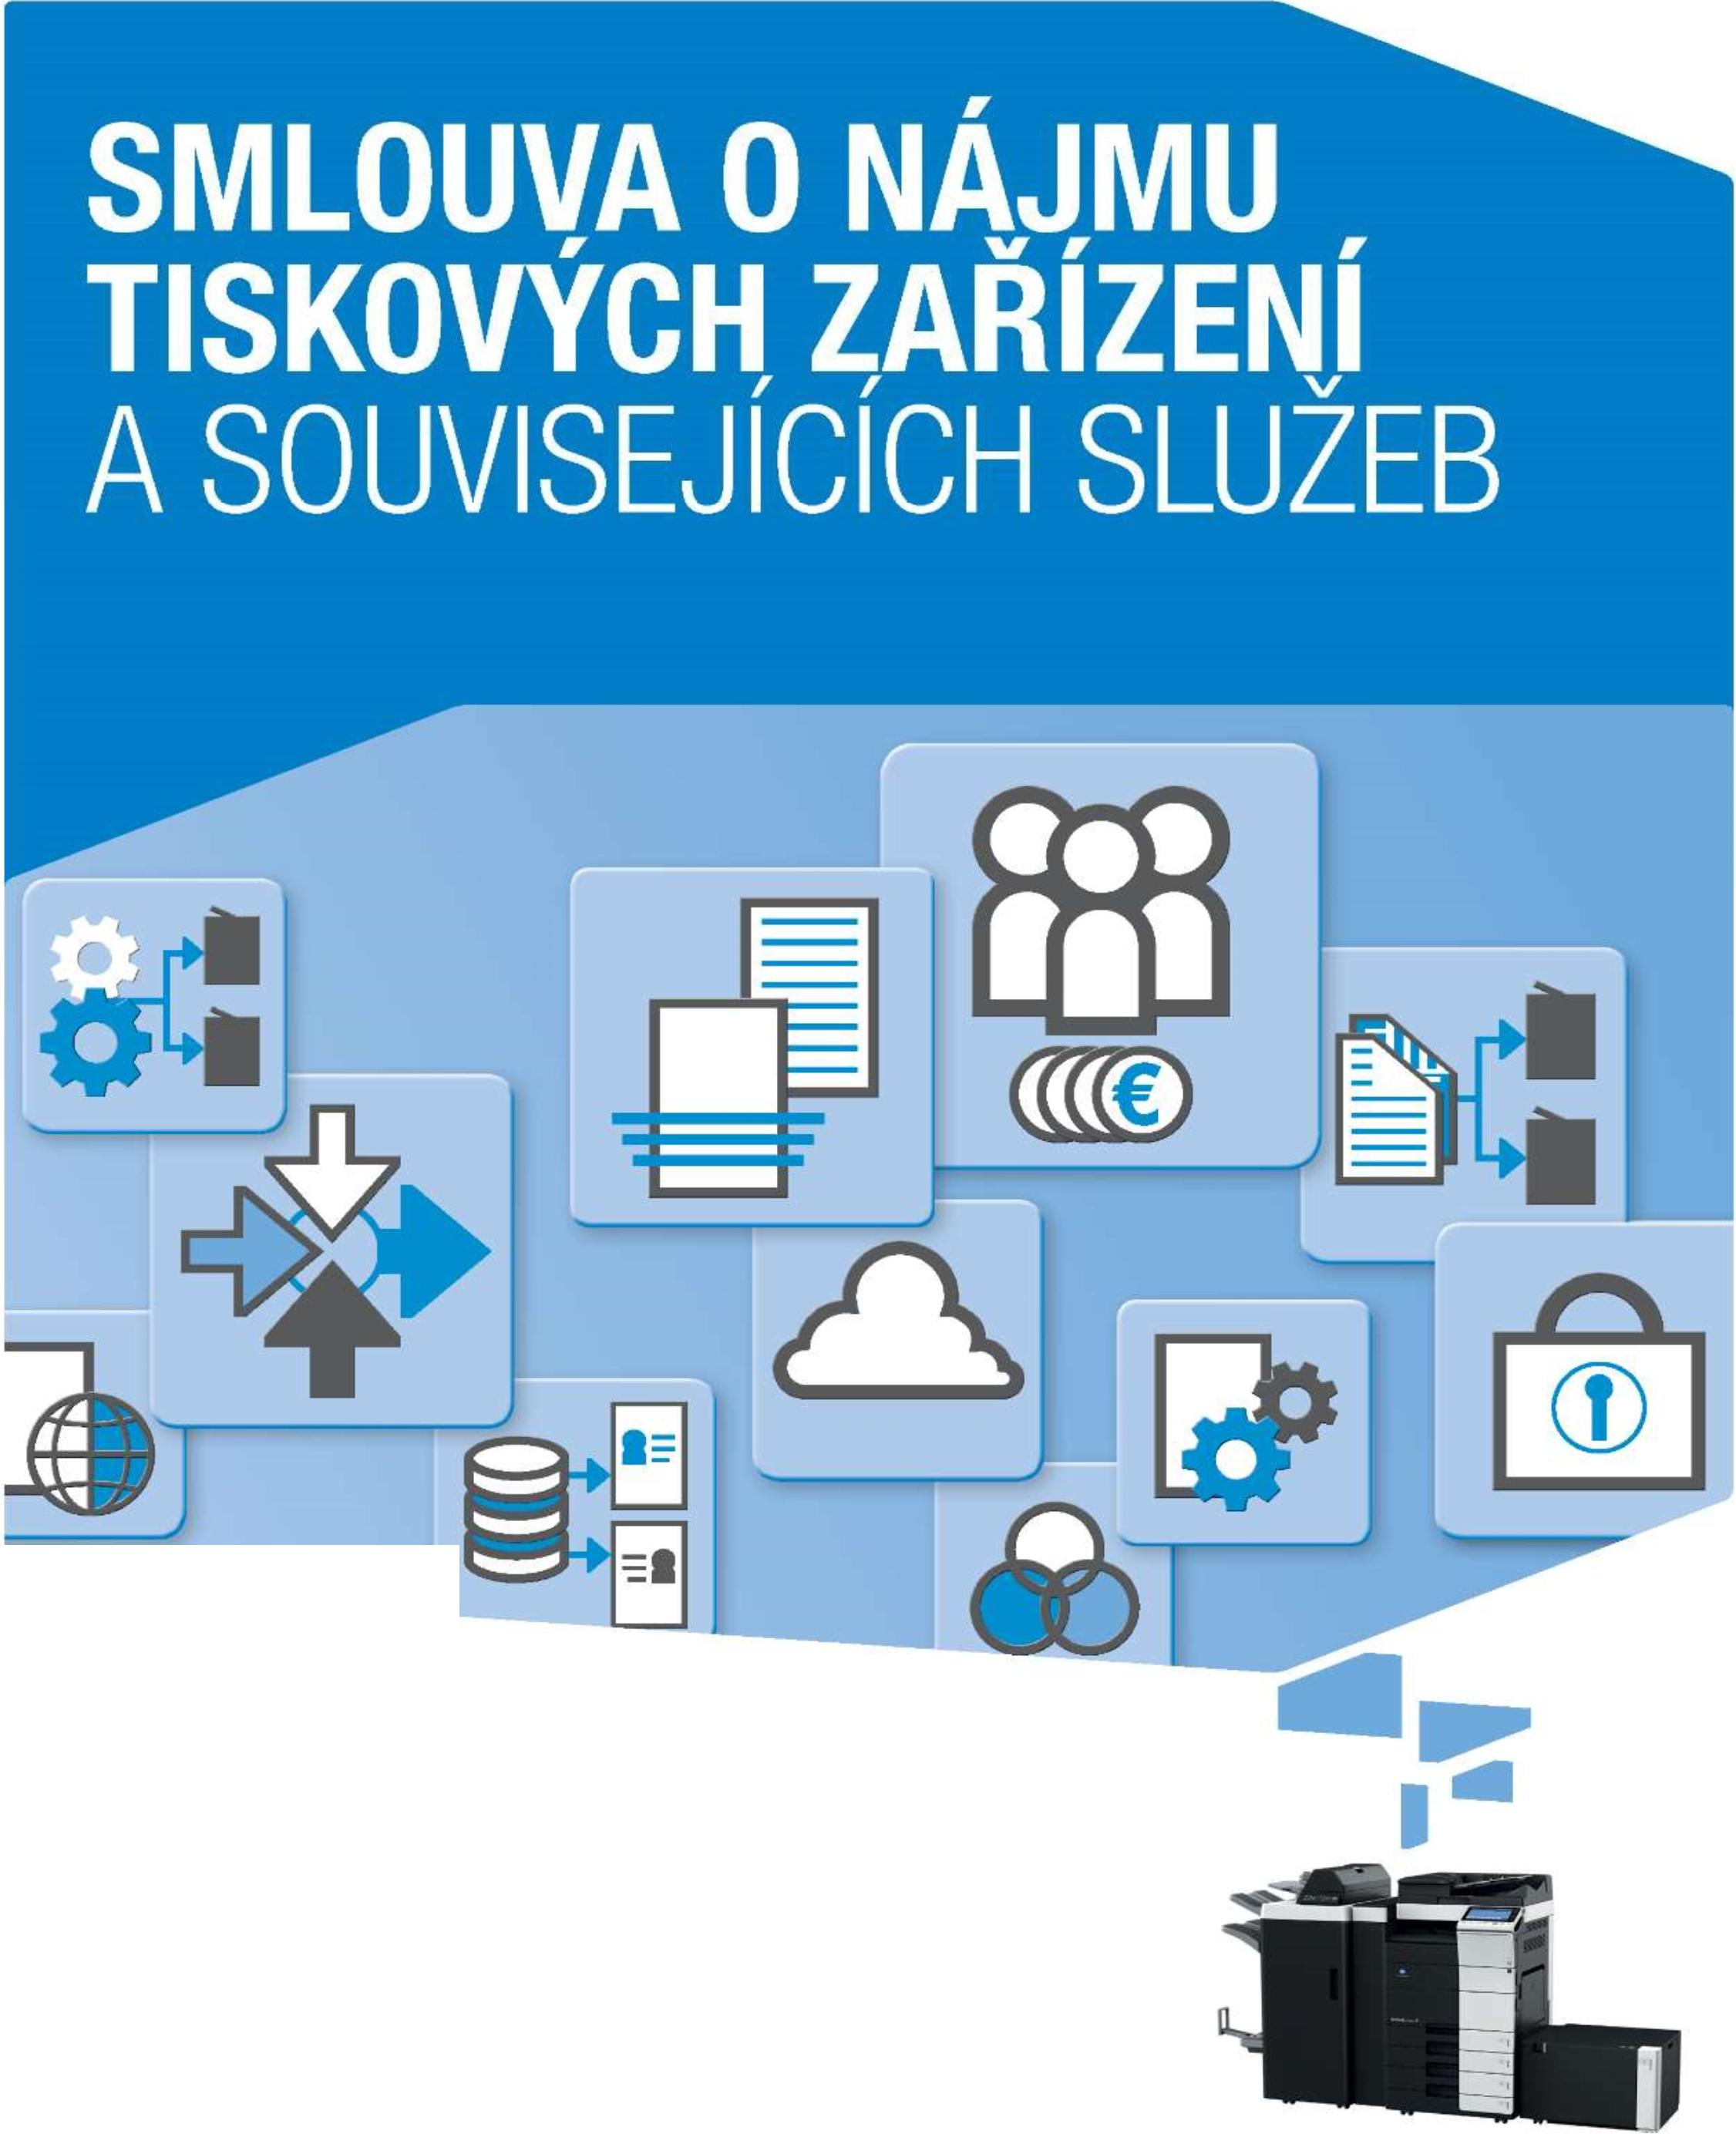 SMLOUVA O NÁJMU
TISKOVÝCH ZAŘÍZENÍ
A SOUVISEJÍCÍCH SLUŽEB
€